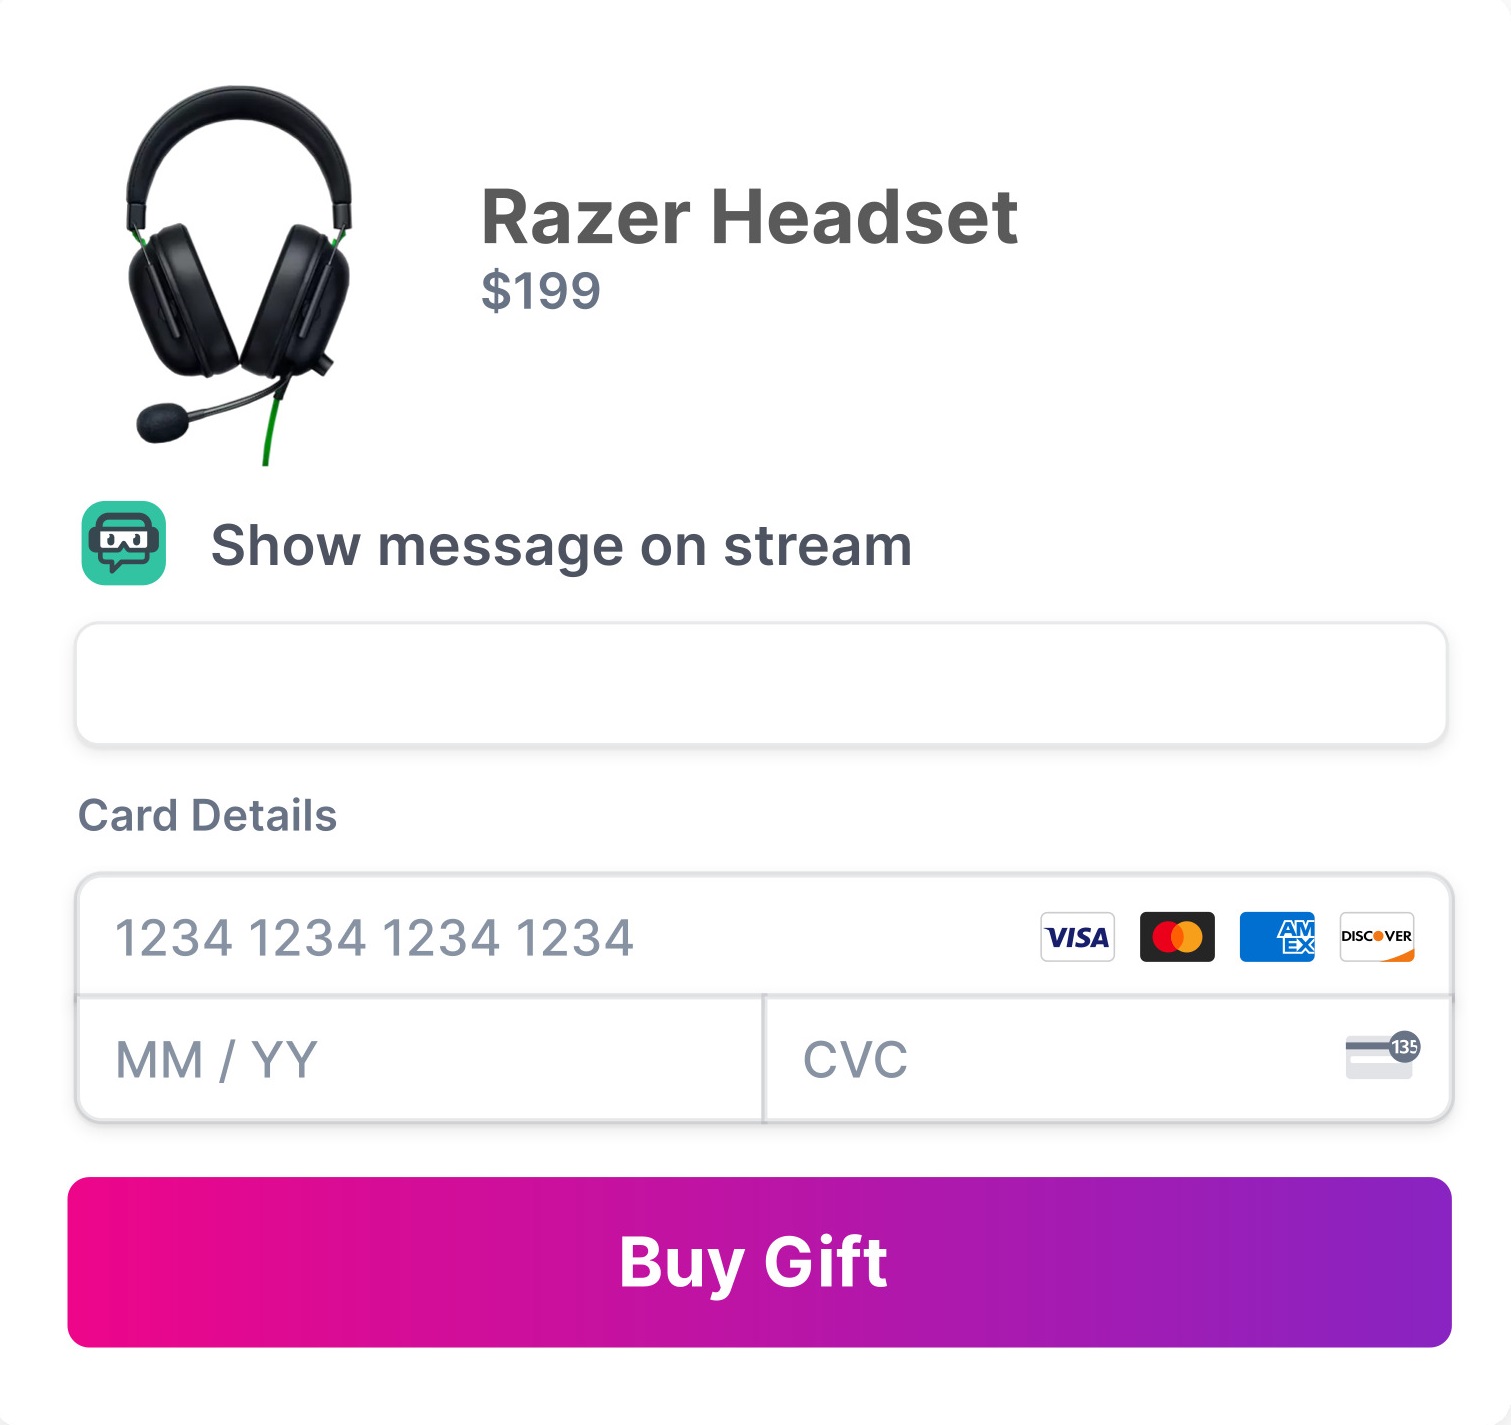 Razer Headset
$199
Show message on stream
Card Details
1234 1234 1234 1234
VISA
AM
EX
DISCOVER
MM / YY
CVC
135
Buy Gift